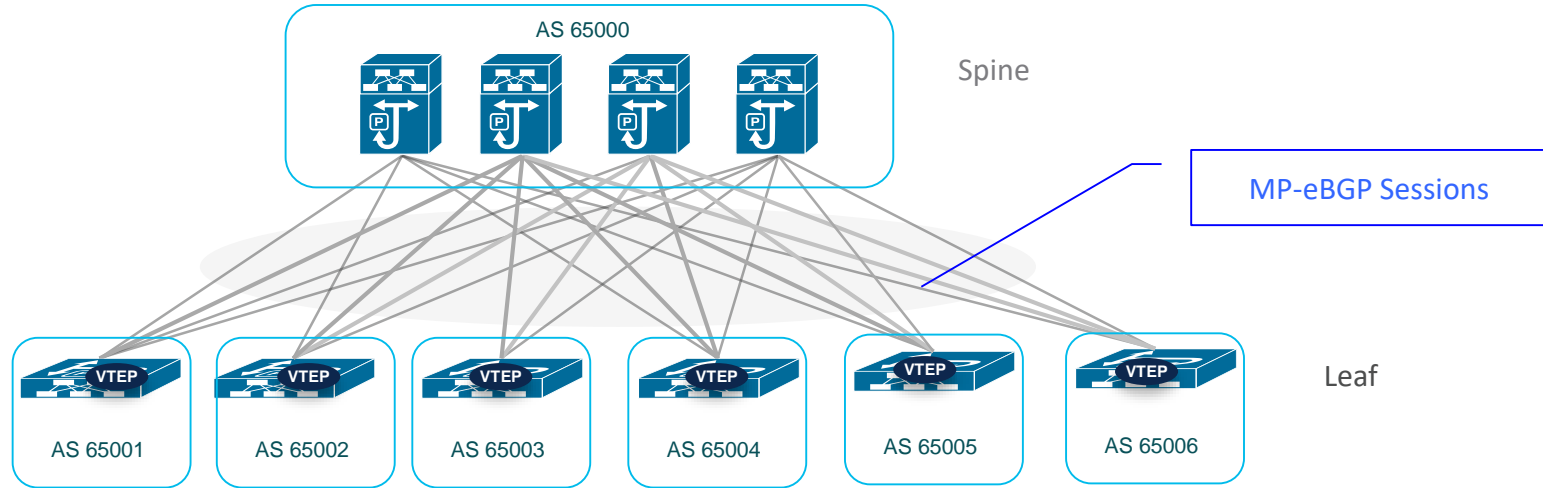 AS 65000
Spine
P P P P
MP-eBGP Sessions
VTEP VTEP VTEP VTEP VTEP VTEP
Leaf
AS 65001 AS 65002 AS 65003 AS 65004 AS 65005 AS 65006